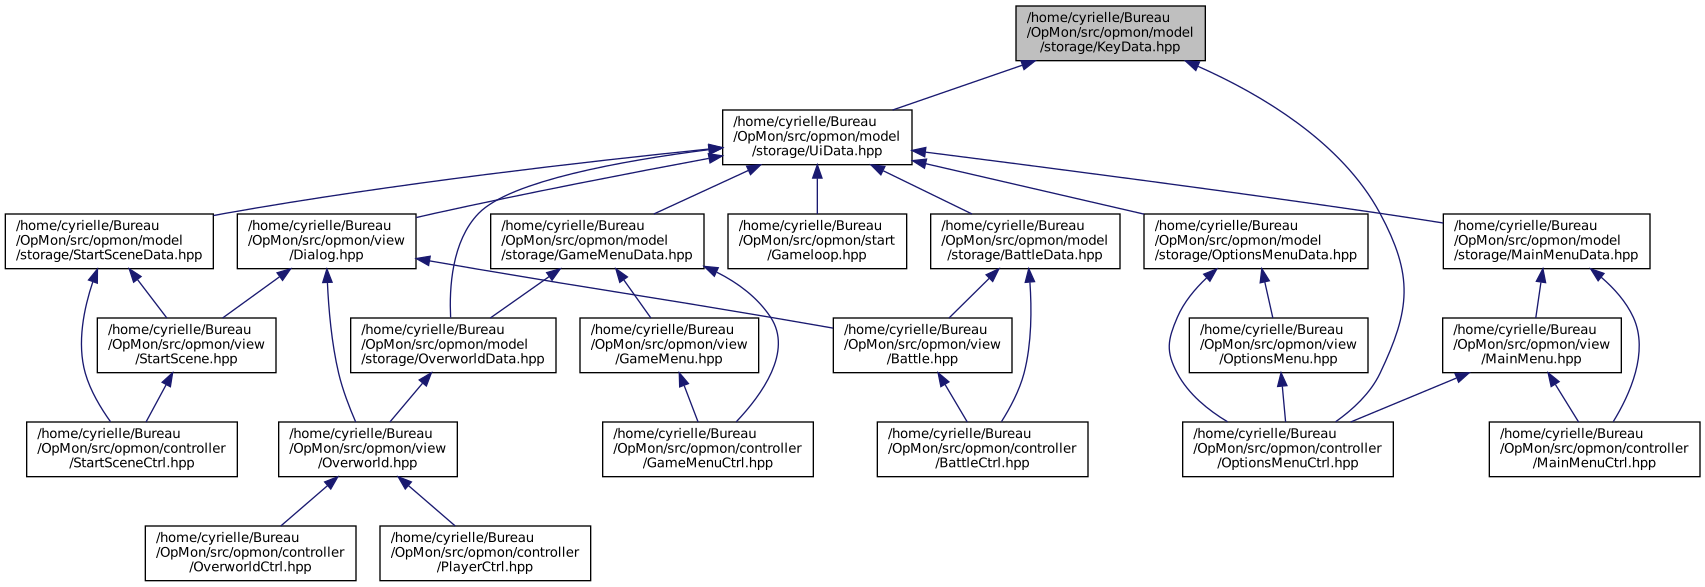 /home/cyrielle/Bureau
/OpMon/src/opmon/model
/storage/KeyData.hpp
/home/cyrielle/Bureau
/OpMon/src/opmon/model
/storage/UiData.hpp
/home/cyrielle/Bureau
/OpMon/src/opmon/model
/storage/StartSceneData.hpp
/home/cyrielle/Bureau
/OpMon/src/opmon/view
/Dialog.hpp
/home/cyrielle/Bureau
/OpMon/src/opmon/model
/storage/GameMenuData.hpp
/home/cyrielle/Bureau
/OpMon/src/opmon/start
/Gameloop.hpp
/home/cyrielle/Bureau
/OpMon/src/opmon/model
/storage/BattleData.hpp
/home/cyrielle/Bureau
/OpMon/src/opmon/model
/storage/OptionsMenuData.hpp
/home/cyrielle/Bureau
/OpMon/src/opmon/model
/storage/MainMenuData.hpp
/home/cyrielle/Bureau
/OpMon/src/opmon/view
/StartScene.hpp
/home/cyrielle/Bureau
/OpMon/src/opmon/model
/storage/OverworldData.hpp
/home/cyrielle/Bureau
/OpMon/src/opmon/view
/GameMenu.hpp
/home/cyrielle/Bureau
/OpMon/src/opmon/view
/Battle.hpp
/home/cyrielle/Bureau
/OpMon/src/opmon/view
/OptionsMenu.hpp
/home/cyrielle/Bureau
/OpMon/src/opmon/view
/MainMenu.hpp
/home/cyrielle/Bureau
/OpMon/src/opmon/controller
/StartSceneCtrl.hpp
/home/cyrielle/Bureau
/OpMon/src/opmon/view
/Overworld.hpp
/home/cyrielle/Bureau
/OpMon/src/opmon/controller
/GameMenuCtrl.hpp
/home/cyrielle/Bureau
/OpMon/src/opmon/controller
/BattleCtrl.hpp
/home/cyrielle/Bureau
/OpMon/src/opmon/controller
/OptionsMenuCtrl.hpp
/home/cyrielle/Bureau
/OpMon/src/opmon/controller
/MainMenuCtrl.hpp
/home/cyrielle/Bureau
/OpMon/src/opmon/controller
/OverworldCtrl.hpp
/home/cyrielle/Bureau
/OpMon/src/opmon/controller
/PlayerCtrl.hpp